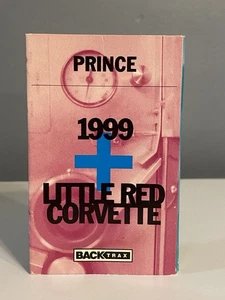 PRINCE
1999
LITTLE RED
CORVETTE
BACK TRAX